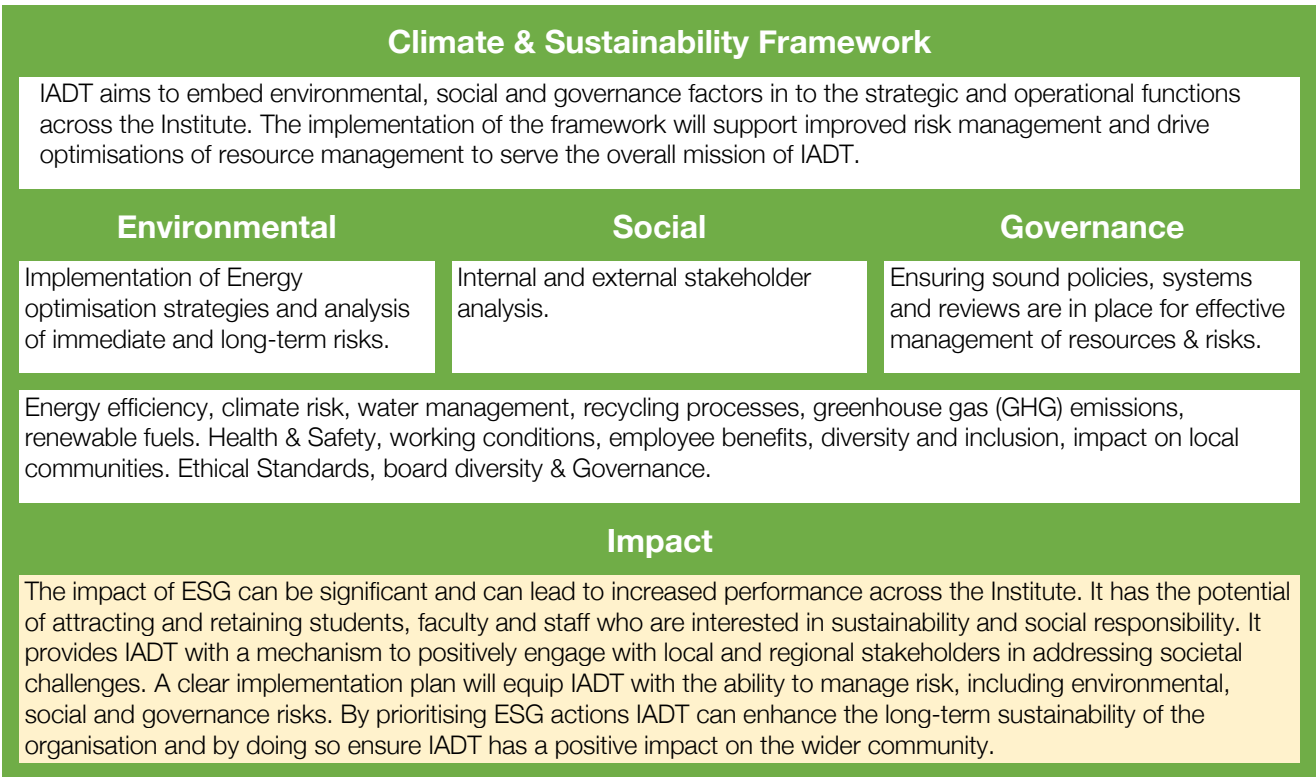 Climate & Sustainability Framework
IADT aims to embed environmental, social and governance factors in to the strategic and operational functions
across the Institute. The implementation of the framework will support improved risk management and drive
optimisations of resource management to serve the overall mission of IADT.
Environmental
Implementation of Energy
optimisation strategies and analysis
of immediate and long-term risks.
Social
Internal and external stakeholder
analysis.
Governance
Ensuring sound policies, systems
and reviews are in place for effective
management of resources & risks.
Energy efficiency, climate risk, water management, recycling processes, greenhouse gas (GHG) emissions,
renewable fuels. Health & Safety, working conditions, employee benefits, diversity and inclusion, impact on local
communities. Ethical Standards, board diversity & Governance.
Impact
The impact of ESG can be significant and can lead to increased performance across the Institute. It has the potential
of attracting and retaining students, faculty and staff who are interested in sustainability and social responsibility. It
provides IADT with a mechanism to positively engage with local and regional stakeholders in addressing societal
challenges. A clear implementation plan will equip IADT with the ability to manage risk, including environmental,
social and governance risks. By prioritising ESG actions IADT can enhance the long-term sustainability of the
organisation and by doing so ensure IADT has a positive impact on the wider community.